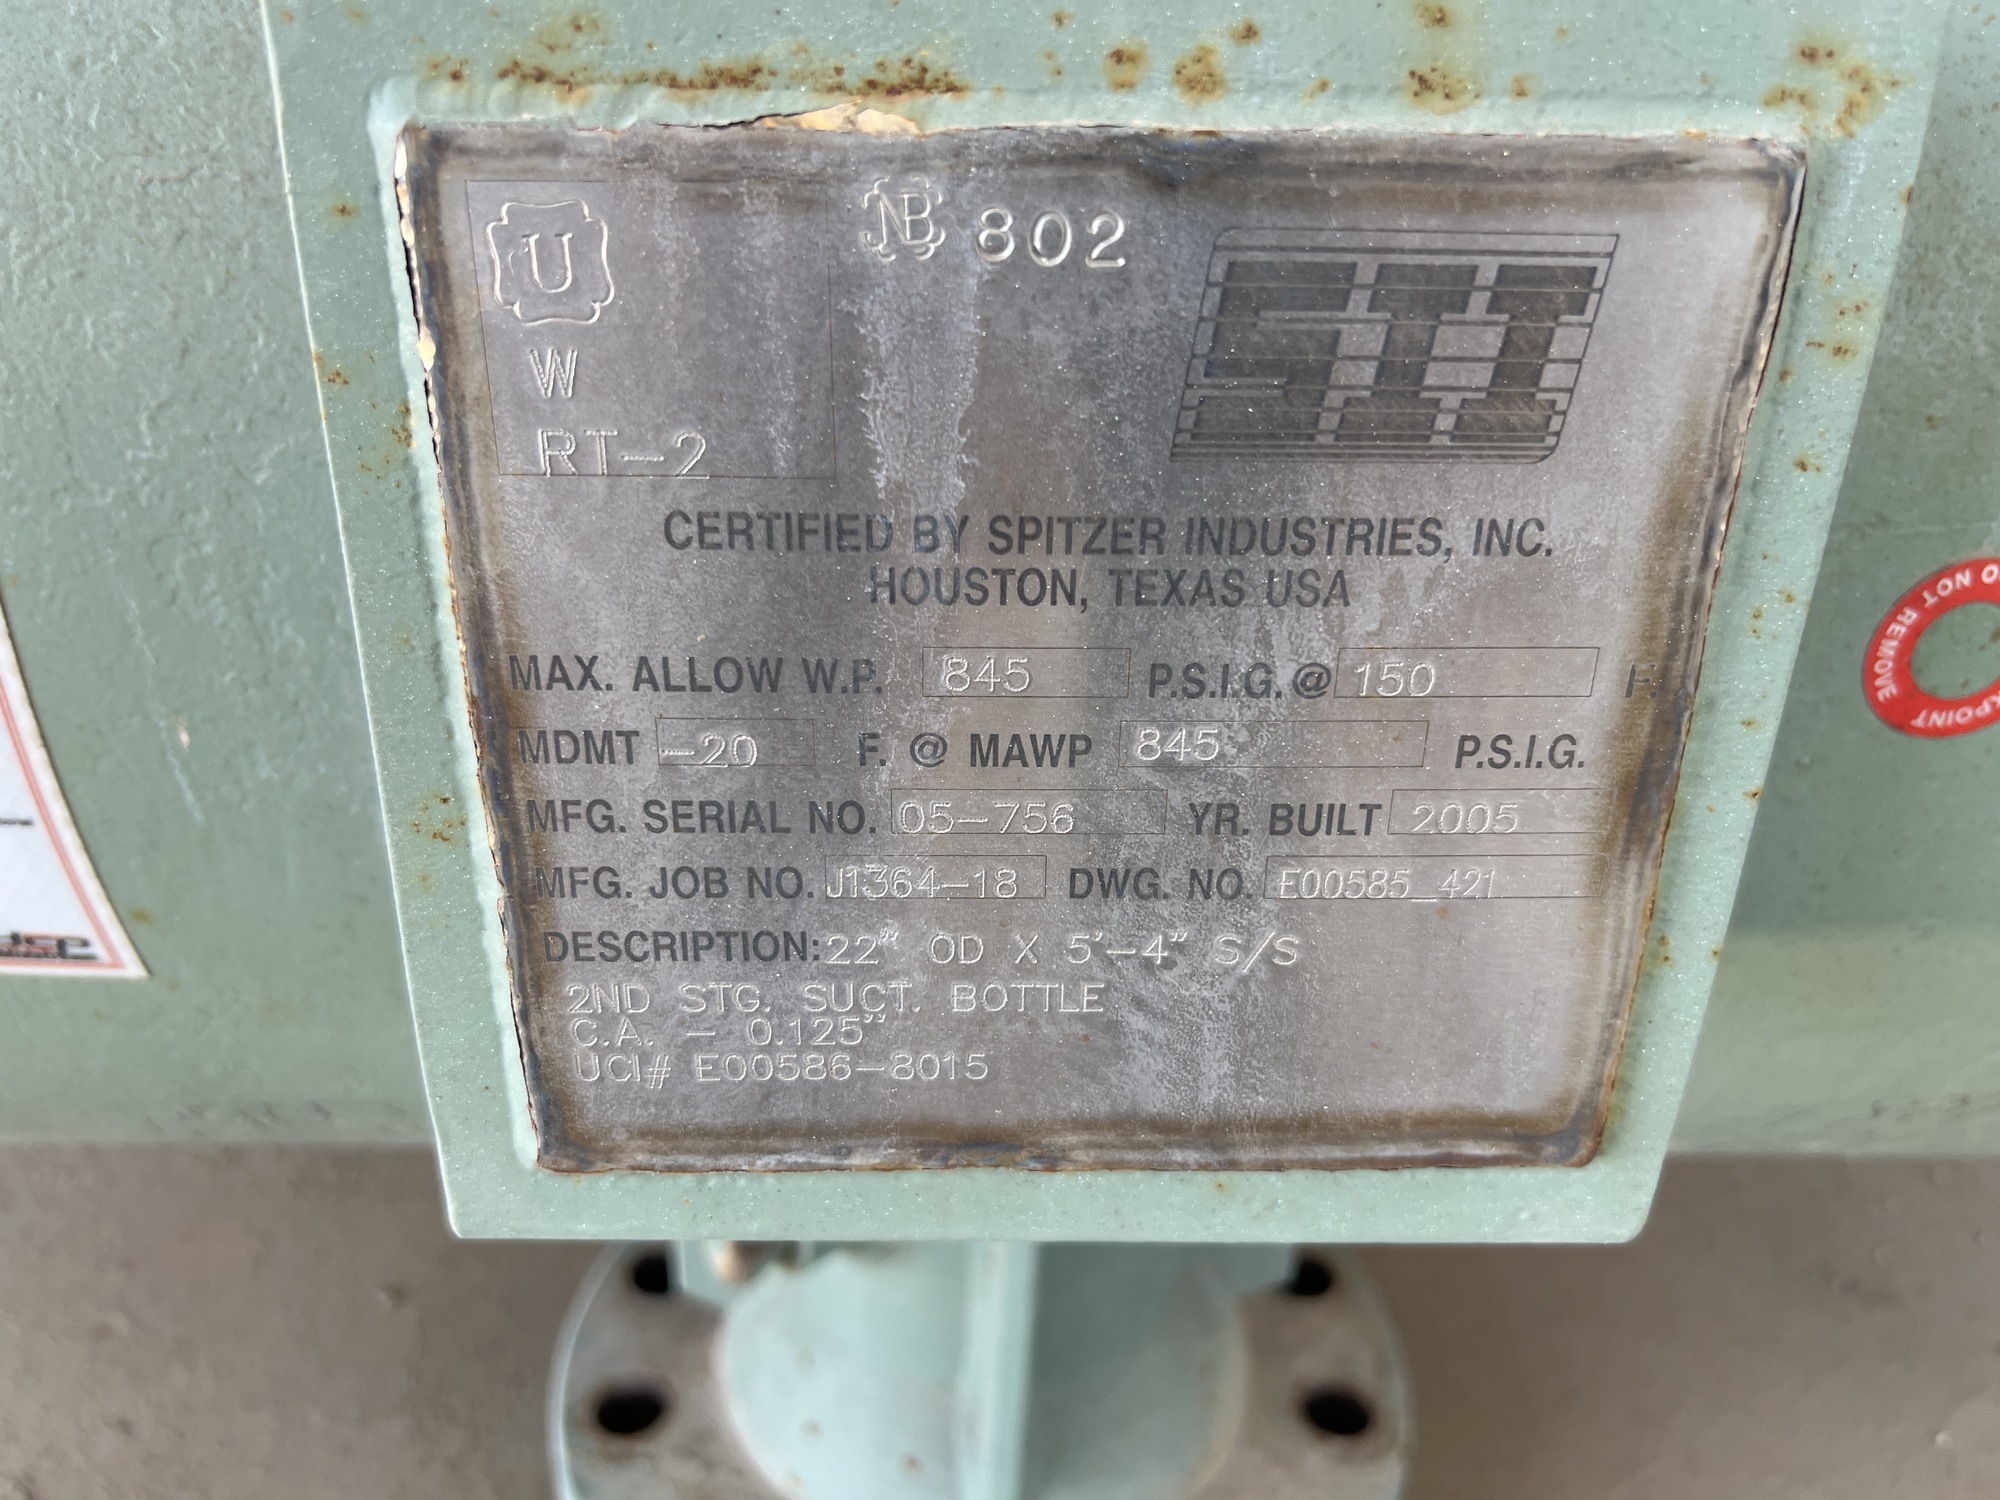 U
NB 802
SII
W
RT-2
CERTIFIED BY SPITZER INDUSTRIES, INC.
HOUSTON, TEXAS USA
MAX. ALLOW W.P. 845 P.S.I.G. @ 150 F.
MDMT -20 F. @ MAWP 845 P.S.I.G.
MFG. SERIAL NO. 05-756 YR. BUILT 2005
MFG. JOB NO. J1364-18 DWG. NO. E00585_421
DESCRIPTION: 22" OD X 5'-4" S/S
2ND STG. SUCT. BOTTLE
C.A. - 0.125"
UCI# E00586-8015
NOT REMOVE